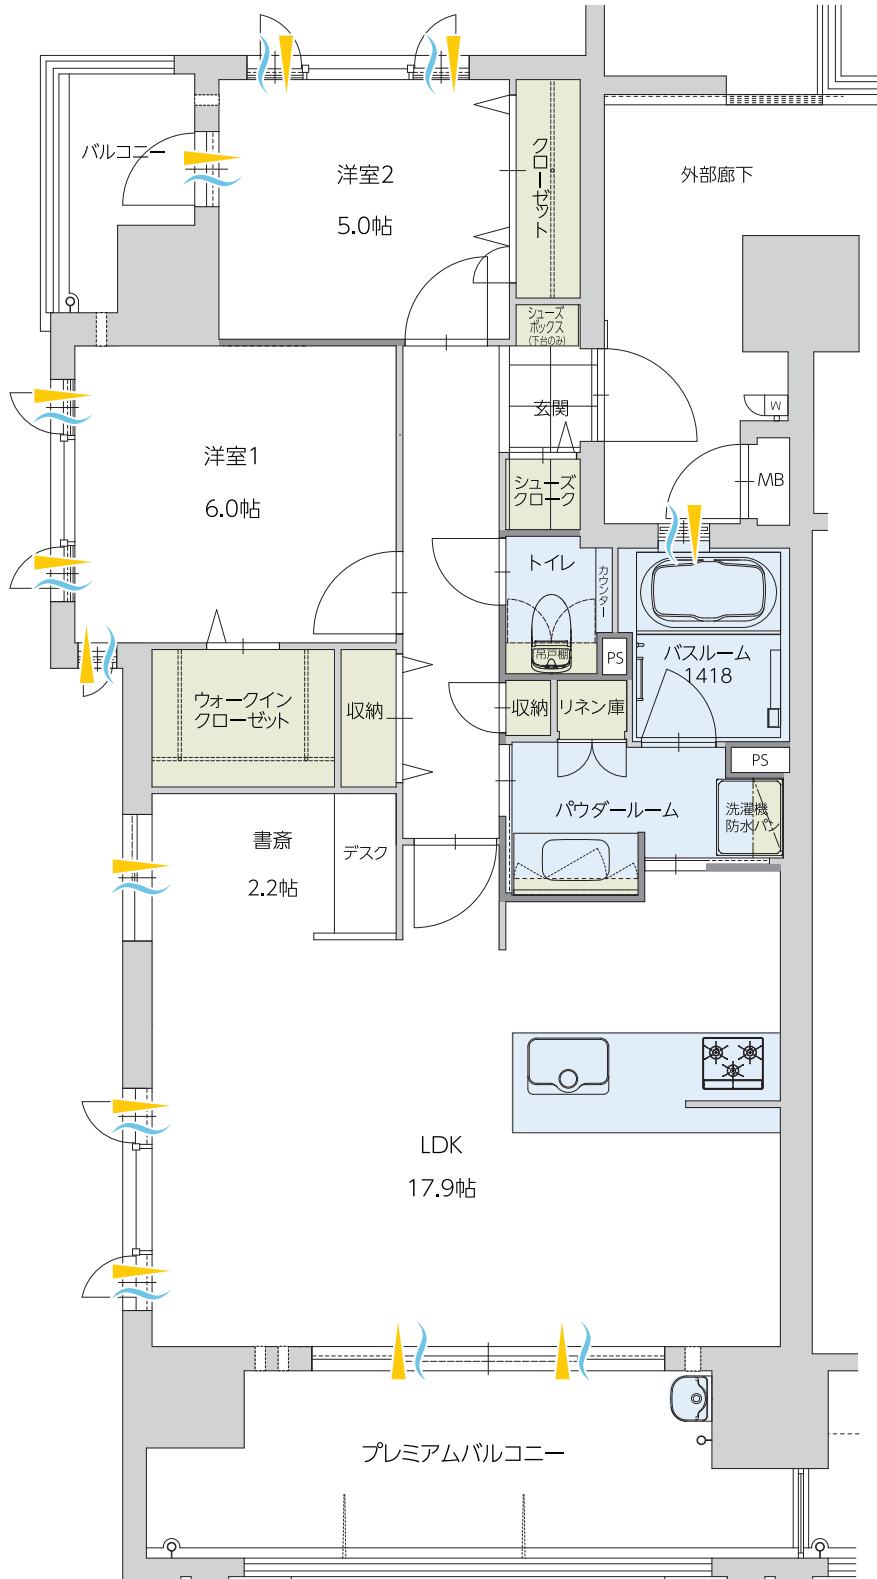 バルコニー
洋室2
5.0帖
クローゼット
外部廊下
シューズ
ボックス
(下台のみ)
玄関
W
洋室1
6.0帖
シューズ
クローク
MB
トイレ
カウンター
吊戸棚
PS
バスルーム
1418
ウォークイン
クローゼット
収納
収納
リネン庫
PS
パウダールーム
洗濯機
防水パン
書斎
2.2帖
デスク
LDK
17.9帖
プレミアムバルコニー